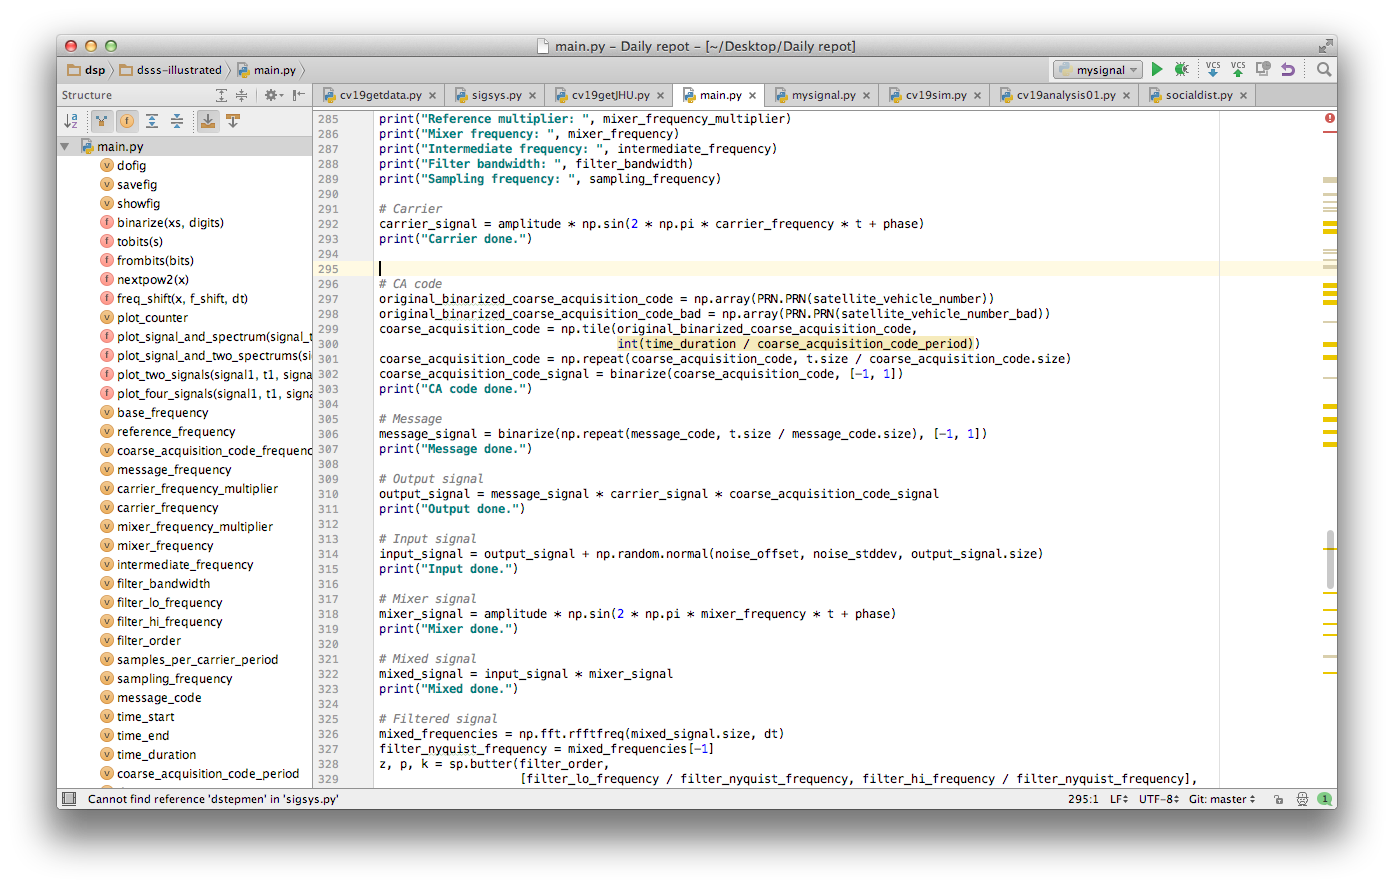 main.py – Daily repot – [~/Desktop/Daily repot]
dsp dsss-illustrated main.py mysignal VCS VCS
Structure cv19getdata.py sigsys.py cv19getJHU.py main.py mysignal.py cv19sim.py cv19analysis01.py socialdist.py
main.py
dofig
savefig
showfig
binarize(xs, digits)
tobits(s)
frombits(bits)
nextpow2(x)
freq_shift(x, f_shift, dt)
plot_counter
plot_signal_and_spectrum(signal_t
plot_signal_and_two_spectrums(si
plot_two_signals(signal1, t1, signa
plot_four_signals(signal1, t1, signa
base_frequency
reference_frequency
coarse_acquisition_code_frequenc
message_frequency
carrier_frequency_multiplier
carrier_frequency
mixer_frequency_multiplier
mixer_frequency
intermediate_frequency
filter_bandwidth
filter_lo_frequency
filter_hi_frequency
filter_order
samples_per_carrier_period
sampling_frequency
message_code
time_start
time_end
time_duration
coarse_acquisition_code_period
285 print("Reference multiplier: ", mixer_frequency_multiplier)
286 print("Mixer frequency: ", mixer_frequency)
287 print("Intermediate frequency: ", intermediate_frequency)
288 print("Filter bandwidth: ", filter_bandwidth)
289 print("Sampling frequency: ", sampling_frequency)
290
291 # Carrier
292 carrier_signal = amplitude * np.sin(2 * np.pi * carrier_frequency * t + phase)
293 print("Carrier done.")
294
295
296 # CA code
297 original_binarized_coarse_acquisition_code = np.array(PRN.PRN(satellite_vehicle_number))
298 original_binarized_coarse_acquisition_code_bad = np.array(PRN.PRN(satellite_vehicle_number_bad))
299 coarse_acquisition_code = np.tile(original_binarized_coarse_acquisition_code,
300 int(time_duration / coarse_acquisition_code_period))
301 coarse_acquisition_code = np.repeat(coarse_acquisition_code, t.size / coarse_acquisition_code.size)
302 coarse_acquisition_code_signal = binarize(coarse_acquisition_code, [-1, 1])
303 print("CA code done.")
304
305 # Message
306 message_signal = binarize(np.repeat(message_code, t.size / message_code.size), [-1, 1])
307 print("Message done.")
308
309 # Output signal
310 output_signal = message_signal * carrier_signal * coarse_acquisition_code_signal
311 print("Output done.")
312
313 # Input signal
314 input_signal = output_signal + np.random.normal(noise_offset, noise_stddev, output_signal.size)
315 print("Input done.")
316
317 # Mixer signal
318 mixer_signal = amplitude * np.sin(2 * np.pi * mixer_frequency * t + phase)
319 print("Mixer done.")
320
321 # Mixed signal
322 mixed_signal = input_signal * mixer_signal
323 print("Mixed done.")
324
325 # Filtered signal
326 mixed_frequencies = np.fft.rfftfreq(mixed_signal.size, dt)
327 filter_nyquist_frequency = mixed_frequencies[-1]
328 z, p, k = sp.butter(filter_order,
329 [filter_lo_frequency / filter_nyquist_frequency, filter_hi_frequency / filter_nyquist_frequency],
Cannot find reference 'dstepmen' in 'sigsys.py' 295:1 LF UTF-8 Git: master 1